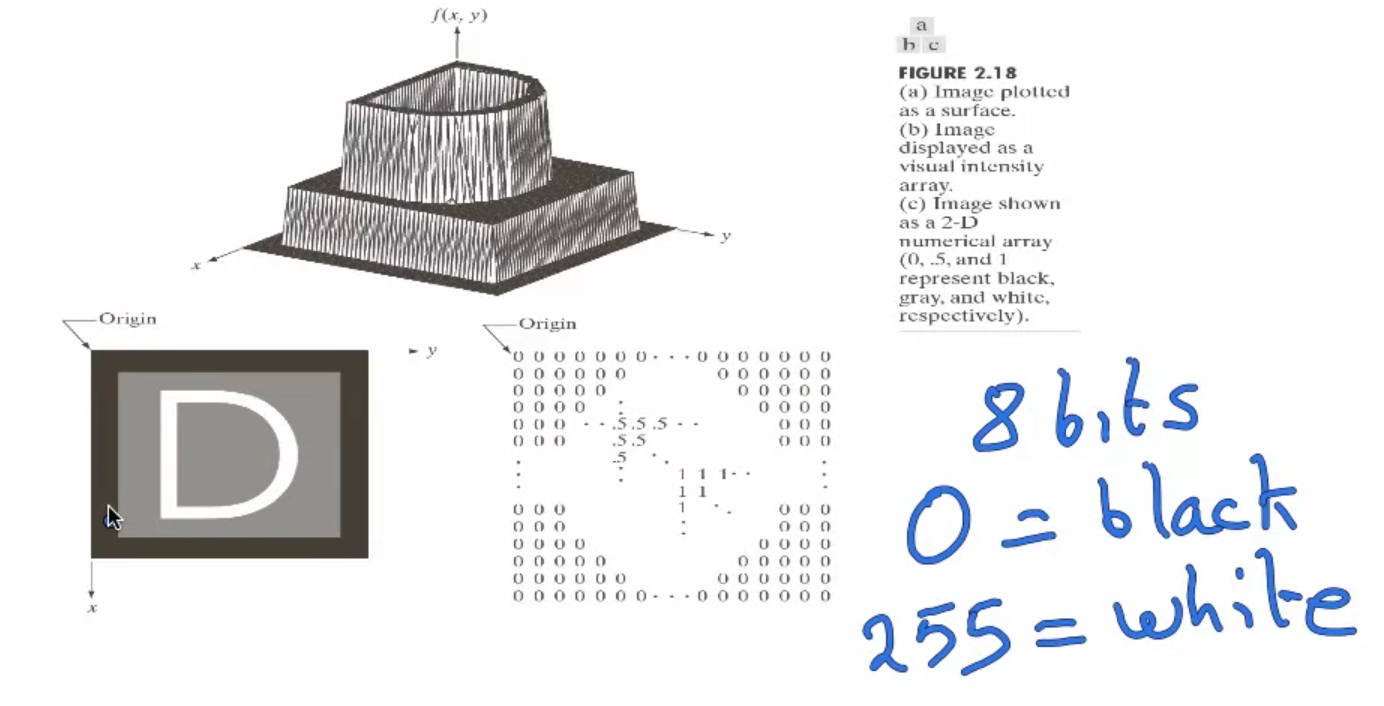 f(x, y)
y
x
a
b c
FIGURE 2.18
(a) Image plotted
as a surface.
(b) Image
displayed as a
visual intensity
array.
(c) Image shown
as a 2-D
numerical array
(0, .5, and 1
represent black,
gray, and white,
respectively).
Origin
y
D
x
Origin
0 0 0 0 0 0 0 · · · 0 0 0 0 0 0 0
0 0 0 0 0 0 0 0 0 0 0 0
0 0 0 0 0 0 0 0 0 0
0 0 0 0 · 0 0 0 0
0 0 0 · · .5 .5 .5 · · 0 0 0
0 0 0 .5 .5 0 0 0
.5 · .
1 1 1 · ·
1 1
0 0 0 1 · . 0 0 0
0 0 0 0 0 0
0 0 0 0 0 0 0 0
0 0 0 0 0 0 0 0 0 0
0 0 0 0 0 0 0 0 0 0 0 0
0 0 0 0 0 0 0 · · · 0 0 0 0 0 0 0
8 bits
0 = black
255 = white